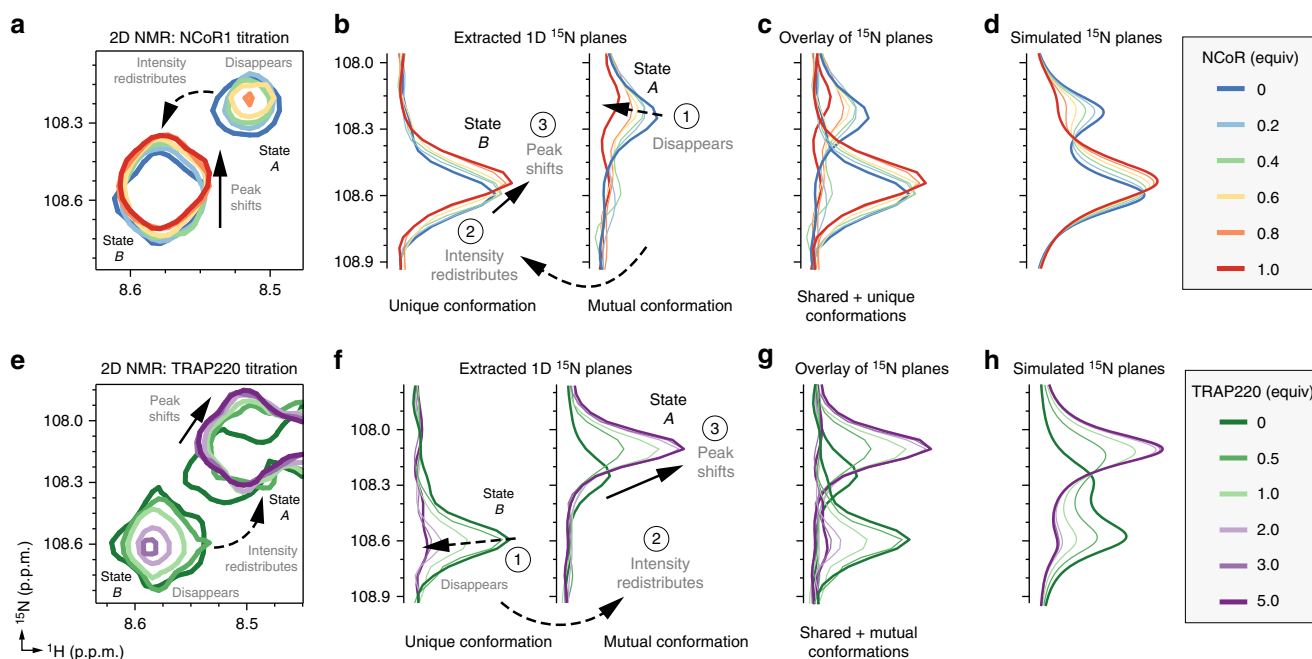 a
2D NMR: NCoR1 titration
Intensity
redistributes
Disappears
State
A
Peak
shifts
State
B
108.3
108.6
8.6
8.5
b
Extracted 1D 15N planes
108.0
108.3
108.6
108.9
State
B
3
Peak
shifts
2
Intensity
redistributes
State
A
1
Disappears
Unique conformation
Mutual conformation
c
Overlay of 15N planes
Shared + unique
conformations
d
Simulated 15N planes
NCoR (equiv)
0
0.2
0.4
0.6
0.8
1.0
e
2D NMR: TRAP220 titration
Peak
shifts
108.0
108.3
108.6
State
A
State
B
Intensity
redistributes
Disappears
8.6
8.5
15N (p.p.m.)
1H (p.p.m.)
f
Extracted 1D 15N planes
108.0
108.3
108.6
108.9
State
B
1
Disappears
State
A
3
Peak
shifts
2
Intensity
redistributes
Unique conformation
Mutual conformation
g
Overlay of 15N planes
Shared + mutual
conformations
h
Simulated 15N planes
TRAP220 (equiv)
0
0.5
1.0
2.0
3.0
5.0